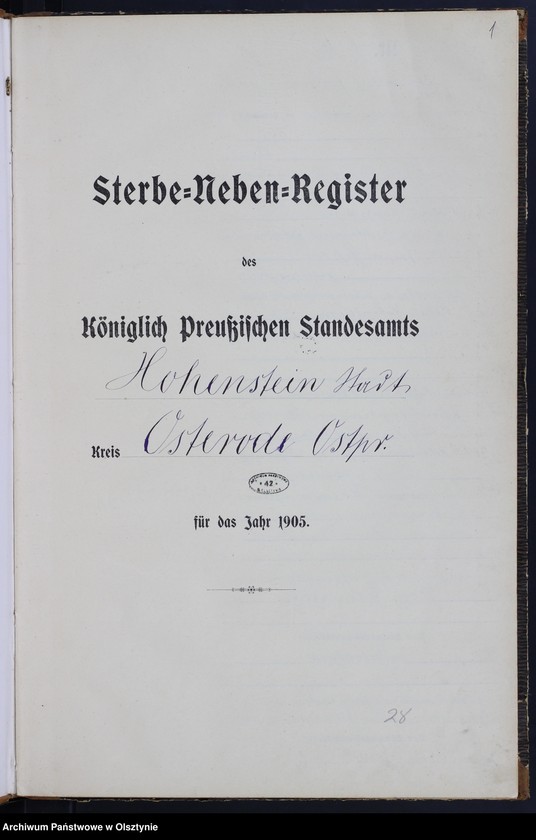 1
Sterbe=Neben=Register
des
Königlich Preußischen Standesamts
Hohenstein Stadt
Kreis Osterode Ostpr.
* 42 *
für das Jahr 1905.
28
Archiwum Państwowe w Olsztynie